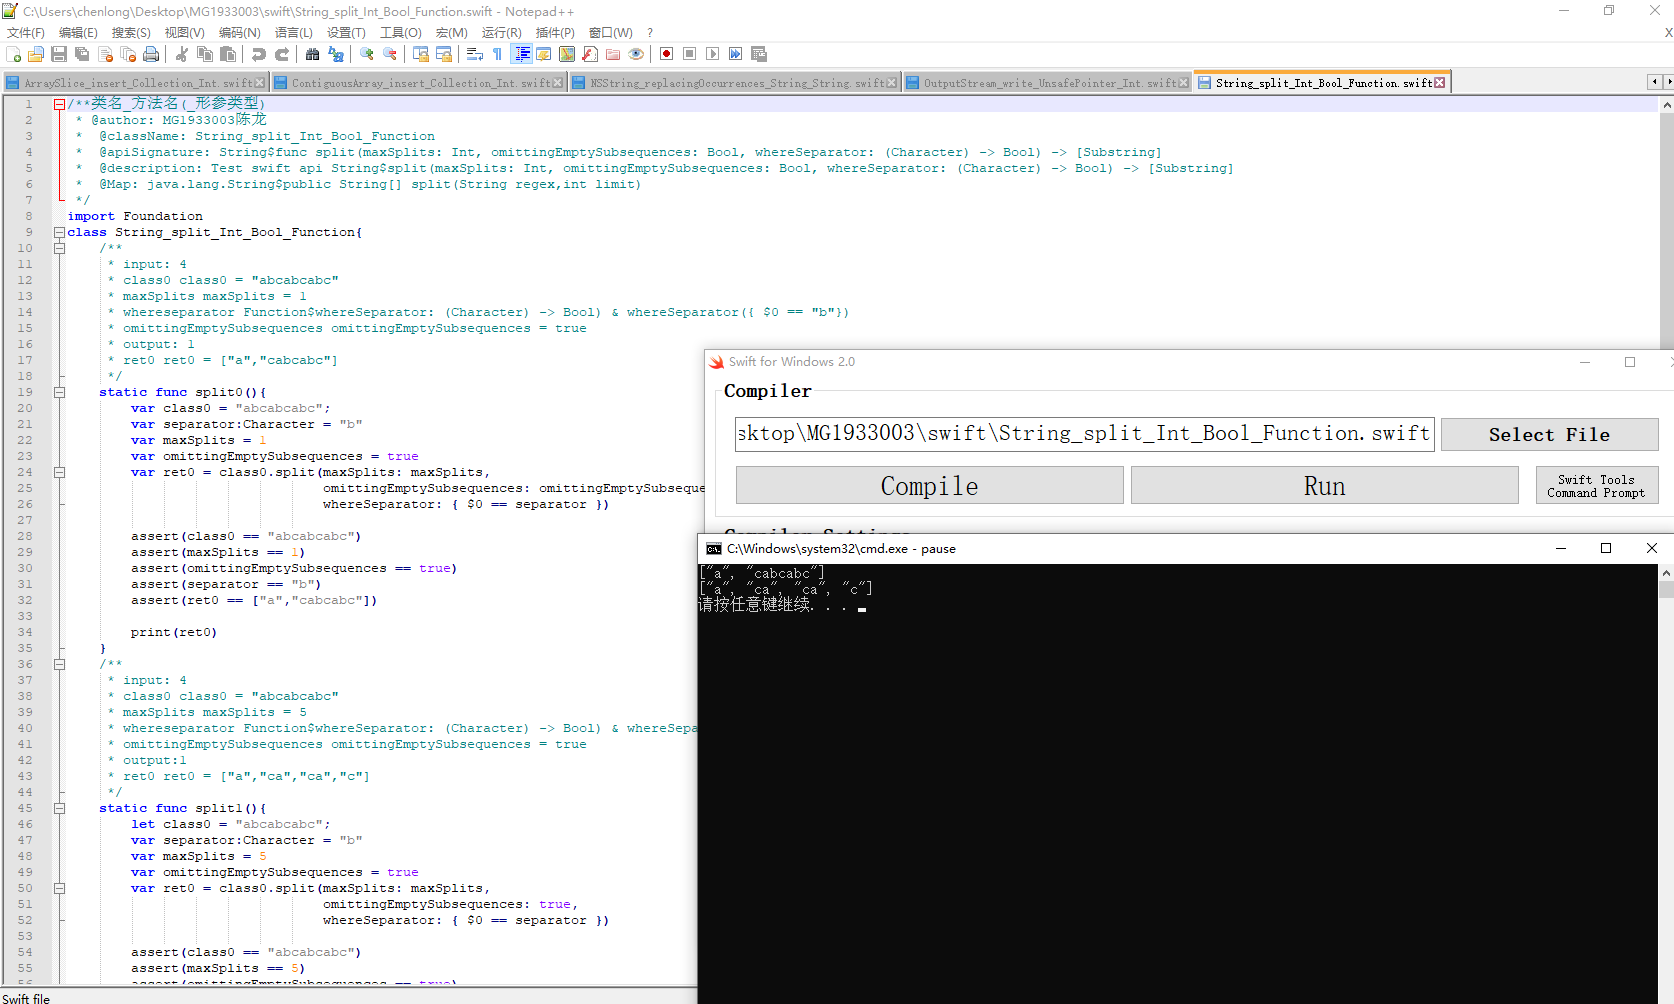 C:\Users\chenlong\Desktop\MG1933003\swift\String_split_Int_Bool_Function.swift - Notepad++
文件(F) 编辑(E) 搜索(S) 视图(V) 编码(N) 语言(L) 设置(T) 工具(O) 宏(M) 运行(R) 插件(P) 窗口(W) ? X
ArraySlice_insert_Collection_Int.swift ContiguousArray_insert_Collection_Int.swift NSString_replacingOccurrences_String_String.swift OutputStream_write_UnsafePointer_Int.swift String_split_Int_Bool_Function.swift
1 /**类名_方法名(_形参类型)
2 * @author: MG1933003陈龙
3 * @className: String_split_Int_Bool_Function
4 * @apiSignature: String$func split(maxSplits: Int, omittingEmptySubsequences: Bool, whereSeparator: (Character) -> Bool) -> [Substring]
5 * @description: Test swift api String$split(maxSplits: Int, omittingEmptySubsequences: Bool, whereSeparator: (Character) -> Bool) -> [Substring]
6 * @Map: java.lang.String$public String[] split(String regex,int limit)
7 */
8 import Foundation
9 class String_split_Int_Bool_Function{
10 /**
11 * input: 4
12 * class0 class0 = "abcabcabc"
13 * maxSplits maxSplits = 1
14 * whereseparator Function$whereSeparator: (Character) -> Bool) & whereSeparator({ $0 == "b"})
15 * omittingEmptySubsequences omittingEmptySubsequences = true
16 * output: 1
17 * ret0 ret0 = ["a","cabcabc"]
18 */
19 static func split0(){
20 var class0 = "abcabcabc";
21 var separator:Character = "b"
22 var maxSplits = 1
23 var omittingEmptySubsequences = true
24 var ret0 = class0.split(maxSplits: maxSplits,
25 omittingEmptySubsequences: omittingEmptySubseque
26 whereSeparator: { $0 == separator })
27
28 assert(class0 == "abcabcabc")
29 assert(maxSplits == 1)
30 assert(omittingEmptySubsequences == true)
31 assert(separator == "b")
32 assert(ret0 == ["a","cabcabc"])
33
34 print(ret0)
35 }
36 /**
37 * input: 4
38 * class0 class0 = "abcabcabc"
39 * maxSplits maxSplits = 5
40 * whereseparator Function$whereSeparator: (Character) -> Bool) & whereSepa
41 * omittingEmptySubsequences omittingEmptySubsequences = true
42 * output:1
43 * ret0 ret0 = ["a","ca","ca","c"]
44 */
45 static func split1(){
46 let class0 = "abcabcabc";
47 var separator:Character = "b"
48 var maxSplits = 5
49 var omittingEmptySubsequences = true
50 var ret0 = class0.split(maxSplits: maxSplits,
51 omittingEmptySubsequences: true,
52 whereSeparator: { $0 == separator })
53
54 assert(class0 == "abcabcabc")
55 assert(maxSplits == 5)
56 assert(omittingEmptySubsequences == true)
Swift file
Swift for Windows 2.0
Compiler
sktop\MG1933003\swift\String_split_Int_Bool_Function.swift Select File
Compile Run Swift Tools
Command Prompt
Compiler Settings
C:\Windows\system32\cmd.exe - pause
["a", "cabcabc"]
["a", "ca", "ca", "c"]
请按任意键继续. . .